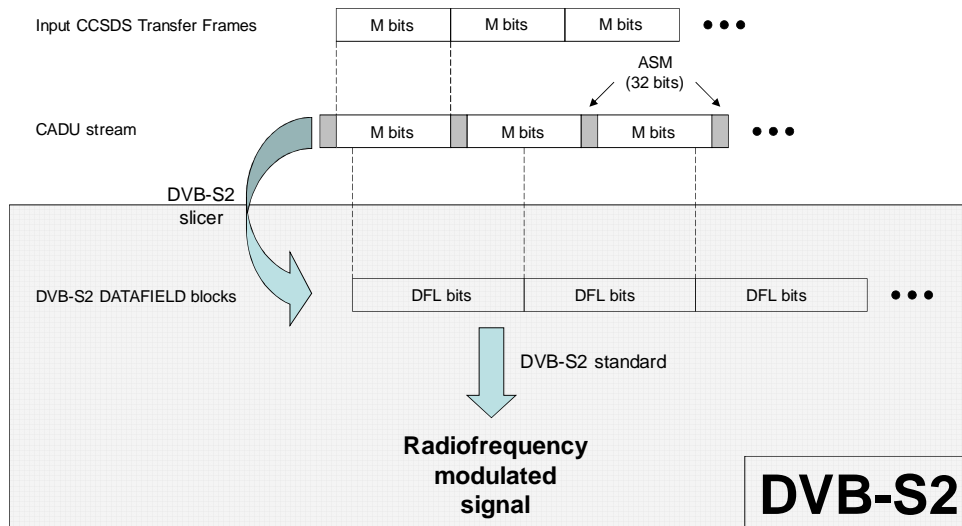 Input CCSDS Transfer Frames
M bits M bits M bits
ASM
(32 bits)
CADU stream
M bits M bits M bits
DVB-S2
slicer
DVB-S2 DATAFIELD blocks
DFL bits DFL bits DFL bits
DVB-S2 standard
Radiofrequency
modulated
signal
DVB-S2